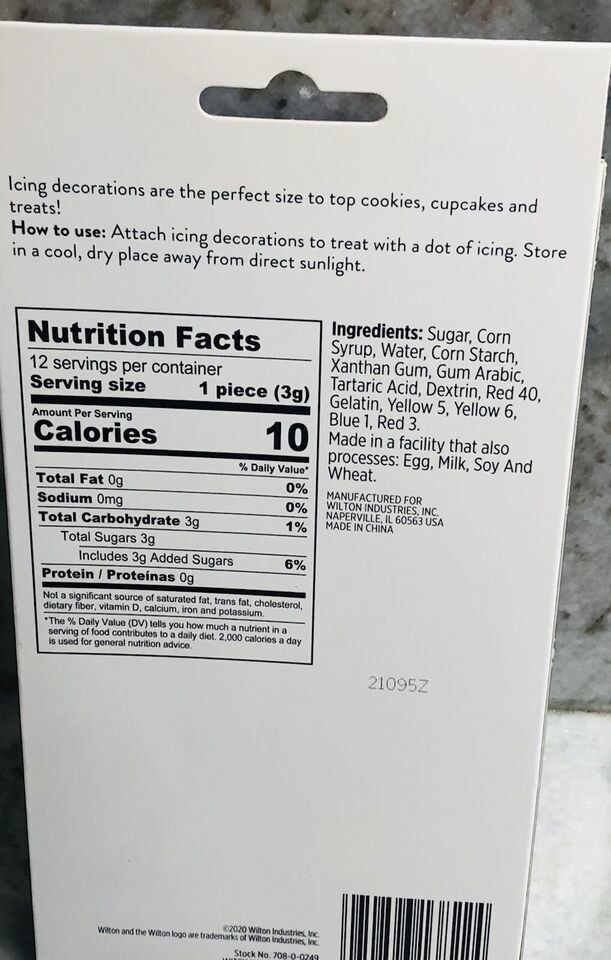 Icing decorations are the perfect size to top cookies, cupcakes and
treats!
How to use: Attach icing decorations to treat with a dot of icing. Store
in a cool, dry place away from direct sunlight.
Nutrition Facts
12 servings per container
Serving size 1 piece (3g)
Amount Per Serving
Calories 10
% Daily Value*
Total Fat 0g 0%
Sodium 0mg 0%
Total Carbohydrate 3g 1%
Total Sugars 3g
Includes 3g Added Sugars 6%
Protein / Proteínas 0g
Not a significant source of saturated fat, trans fat, cholesterol,
dietary fiber, vitamin D, calcium, iron and potassium.
*The % Daily Value (DV) tells you how much a nutrient in a
serving of food contributes to a daily diet. 2,000 calories a day
is used for general nutrition advice.
Ingredients: Sugar, Corn
Syrup, Water, Corn Starch,
Xanthan Gum, Gum Arabic,
Tartaric Acid, Dextrin, Red 40,
Gelatin, Yellow 5, Yellow 6,
Blue 1, Red 3.
Made in a facility that also
processes: Egg, Milk, Soy And
Wheat.
MANUFACTURED FOR
WILTON INDUSTRIES, INC.
NAPERVILLE, IL 60563 USA
MADE IN CHINA
21095Z
©2020 Wilton Industries, Inc.
Wilton and the Wilton logo are trademarks of Wilton Industries, Inc.
Stock No. 708-0-0249